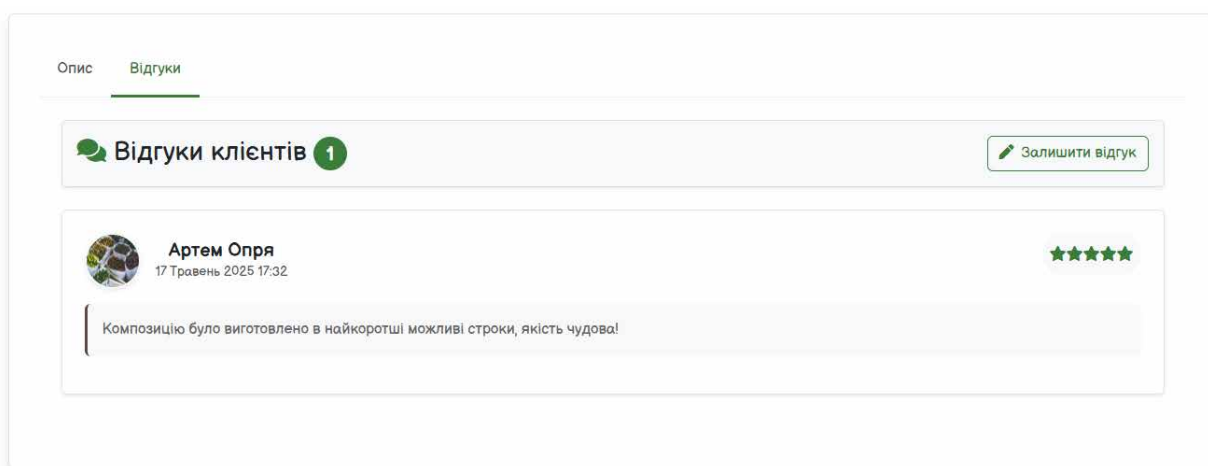 Опис Відгуки
Відгуки клієнтів 1
Залишити відгук
Артем Опря
17 Травень 2025 17:32
Композицію було виготовлено в найкоротші можливі строки, якість чудова!